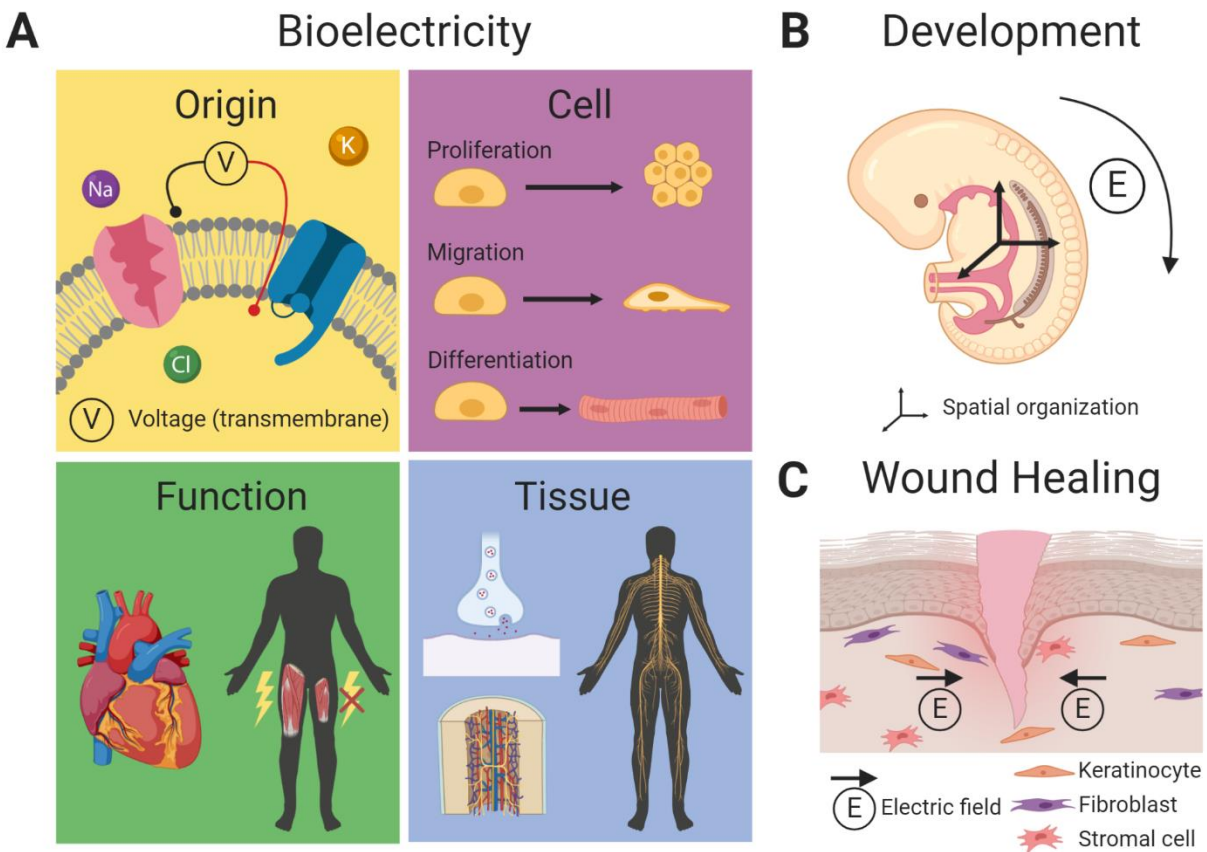 A
Bioelectricity
Origin
K
V
Na
Cl
V Voltage (transmembrane)
Cell
Proliferation
Migration
Differentiation
Function
Tissue
B
Development
E
Spatial organization
C
Wound Healing
E
E
E Electric field
Keratinocyte
Fibroblast
Stromal cell